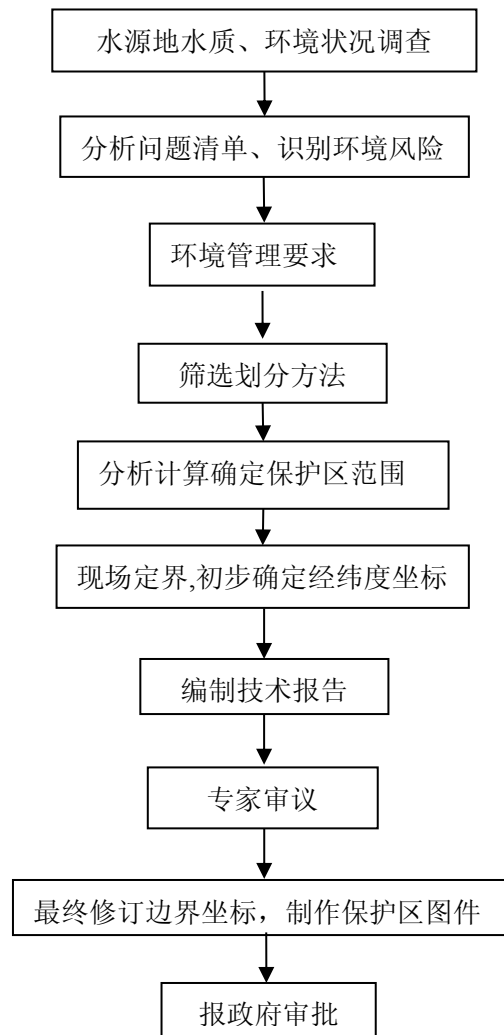 水源地水质、环境状况调查
分析问题清单、识别环境风险
环境管理要求
筛选划分方法
分析计算确定保护区范围
现场定界,初步确定经纬度坐标
编制技术报告
专家审议
最终修订边界坐标，制作保护区图件
报政府审批